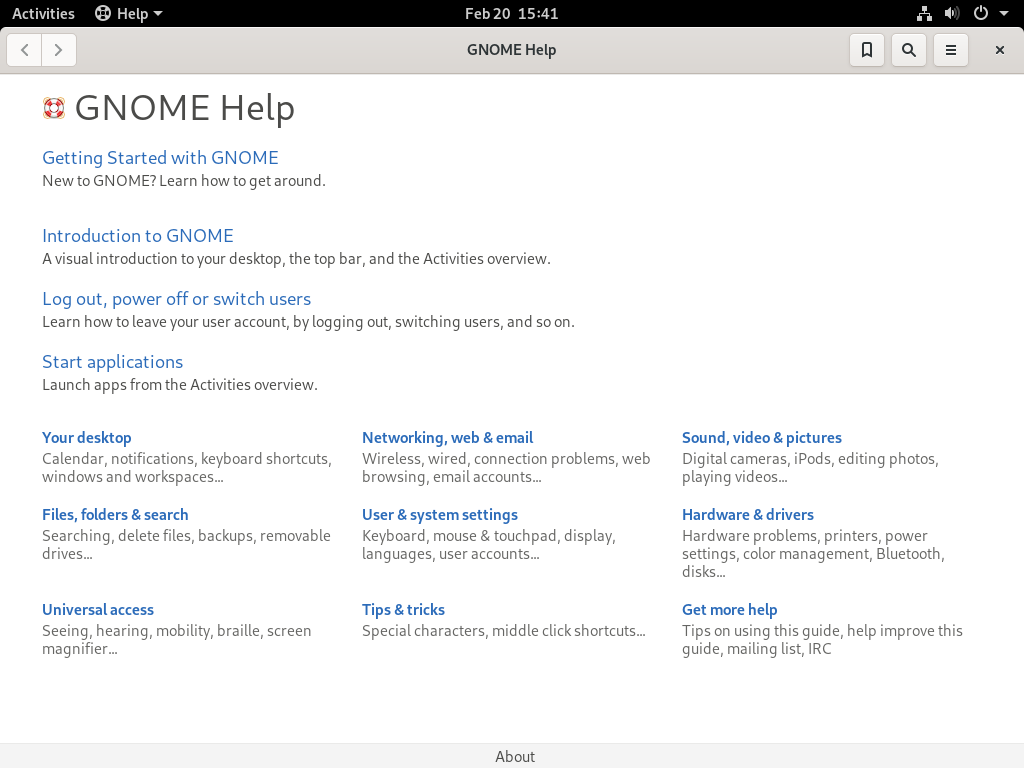 Activities Help Feb 20 15:41
GNOME Help
GNOME Help
Getting Started with GNOME
New to GNOME? Learn how to get around.
Introduction to GNOME
A visual introduction to your desktop, the top bar, and the Activities overview.
Log out, power off or switch users
Learn how to leave your user account, by logging out, switching users, and so on.
Start applications
Launch apps from the Activities overview.
Your desktop
Calendar, notifications, keyboard shortcuts,
windows and workspaces…
Networking, web & email
Wireless, wired, connection problems, web
browsing, email accounts…
Sound, video & pictures
Digital cameras, iPods, editing photos,
playing videos…
Files, folders & search
Searching, delete files, backups, removable
drives…
User & system settings
Keyboard, mouse & touchpad, display,
languages, user accounts…
Hardware & drivers
Hardware problems, printers, power
settings, color management, Bluetooth,
disks…
Universal access
Seeing, hearing, mobility, braille, screen
magnifier…
Tips & tricks
Special characters, middle click shortcuts…
Get more help
Tips on using this guide, help improve this
guide, mailing list, IRC
About